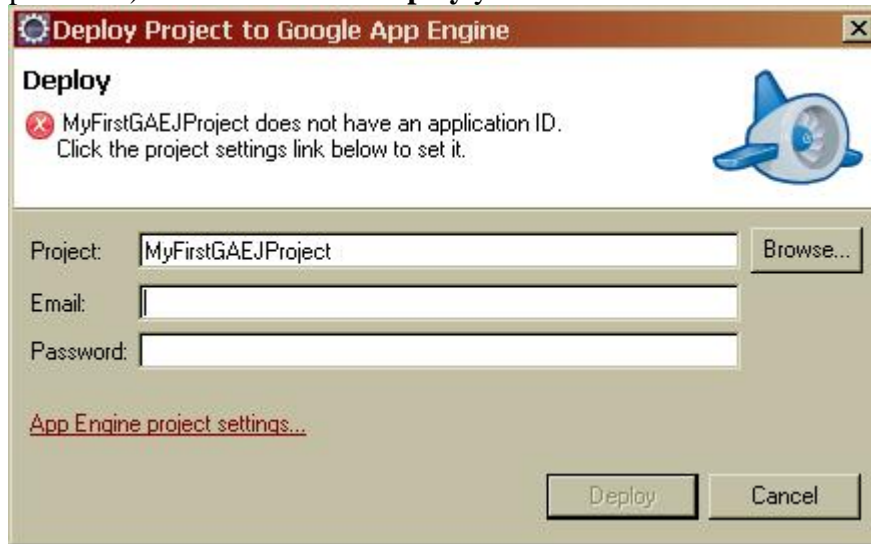 Deploy Project to Google App Engine
Deploy
MyFirstGAEJProject does not have an application ID.
Click the project settings link below to set it.
Project: MyFirstGAEJProject Browse...
Email:
Password:
App Engine project settings...
Deploy Cancel